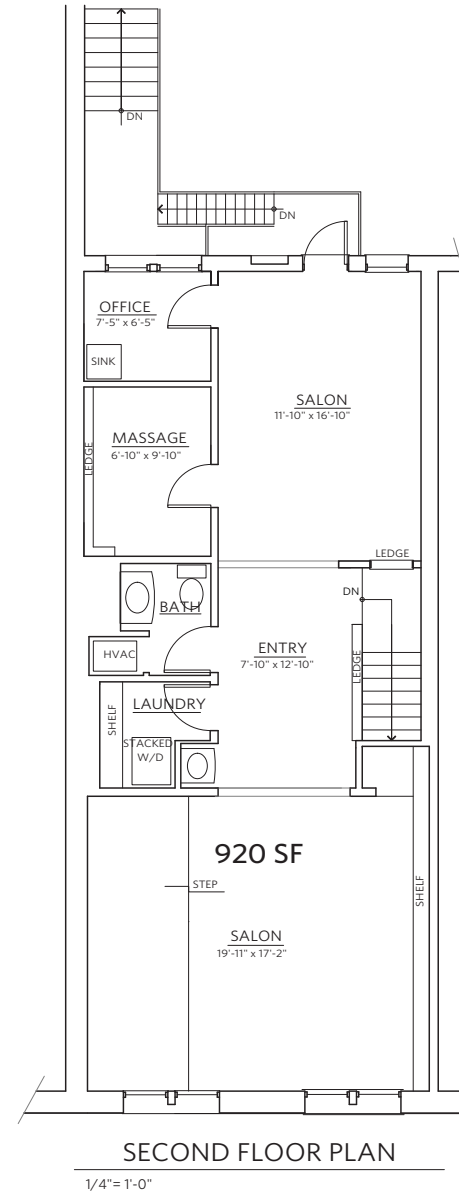 DN
DN
OFFICE
7'-5" x 6'-5"
SINK
SALON
11'-10" x 16'-10"
MASSAGE
6'-10" x 9'-10"
LEDGE
LEDGE
DN
BATH
HVAC
ENTRY
7'-10" x 12'-10"
LEDGE
LAUNDRY
SHELF
STACKED
W/D
920 SF
STEP
SHELF
SALON
19'-11" x 17'-2"
SECOND FLOOR PLAN
1/4"= 1'-0"